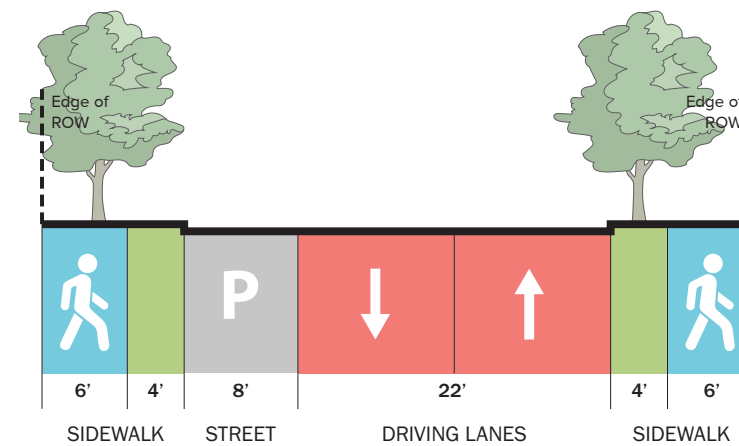 Edge of
ROW
Edge of
ROW
P
6’ 4’ 8’ 22’ 4’ 6’
SIDEWALK STREET DRIVING LANES SIDEWALK